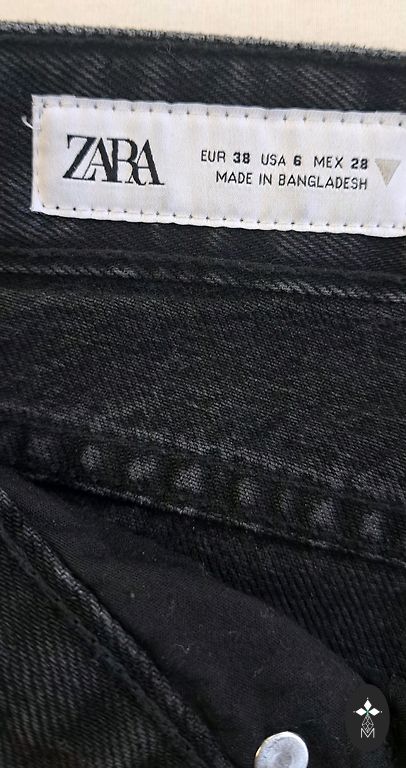 ZARA
EUR 38 USA 6 MEX 28
MADE IN BANGLADESH
M